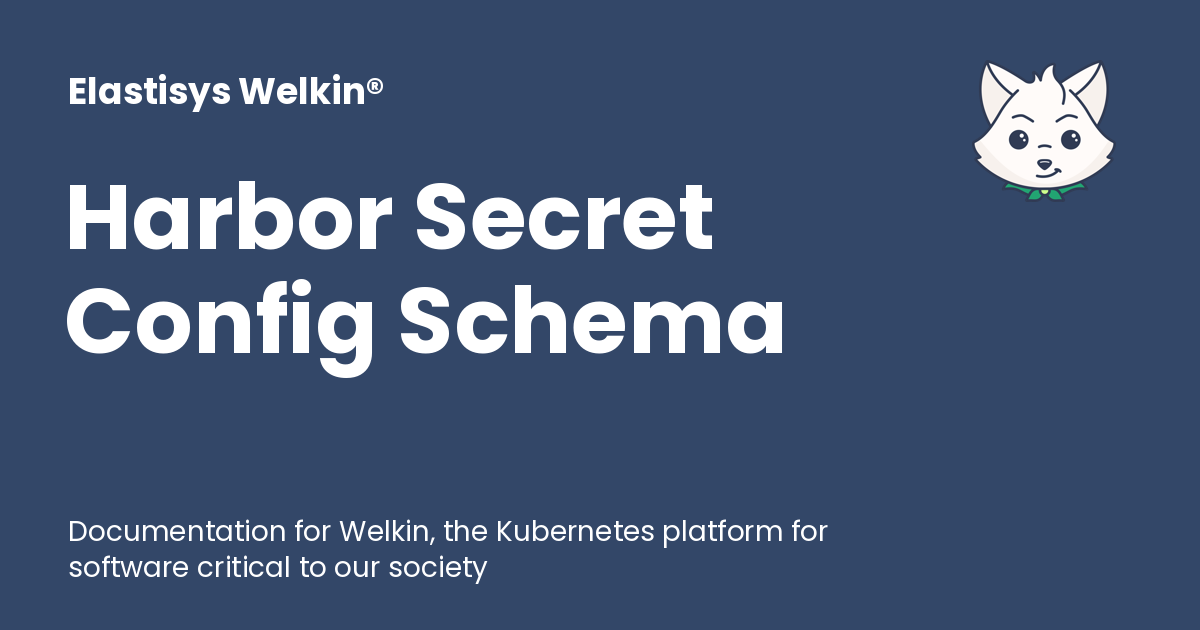 Elastisys Welkin®
Harbor Secret
Config Schema
Documentation for Welkin, the Kubernetes platform for
software critical to our society